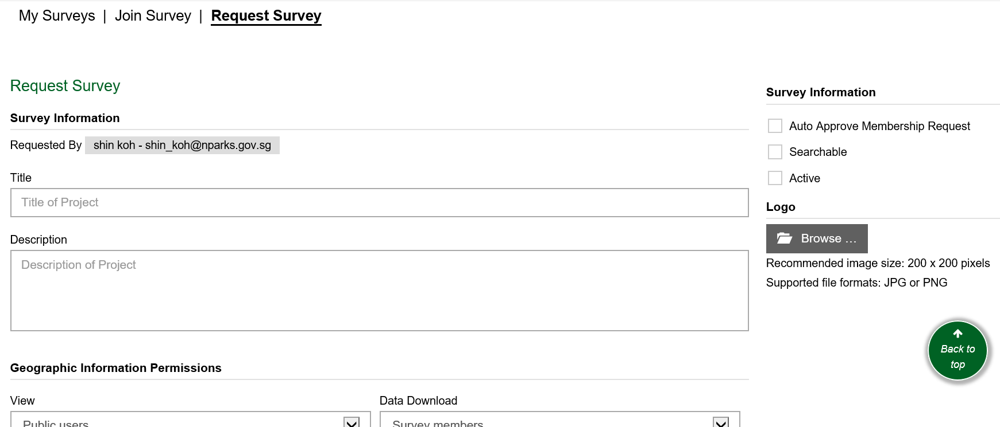 My Surveys | Join Survey | Request Survey
Request Survey
Survey Information
Requested By shin koh - shin_koh@nparks.gov.sg
Title
Title of Project
Description
Description of Project
Geographic Information Permissions
View
Public users
Data Download
Survey members
Survey Information
Auto Approve Membership Request
Searchable
Active
Logo
Browse ...
Recommended image size: 200 x 200 pixels
Supported file formats: JPG or PNG
Back to
top